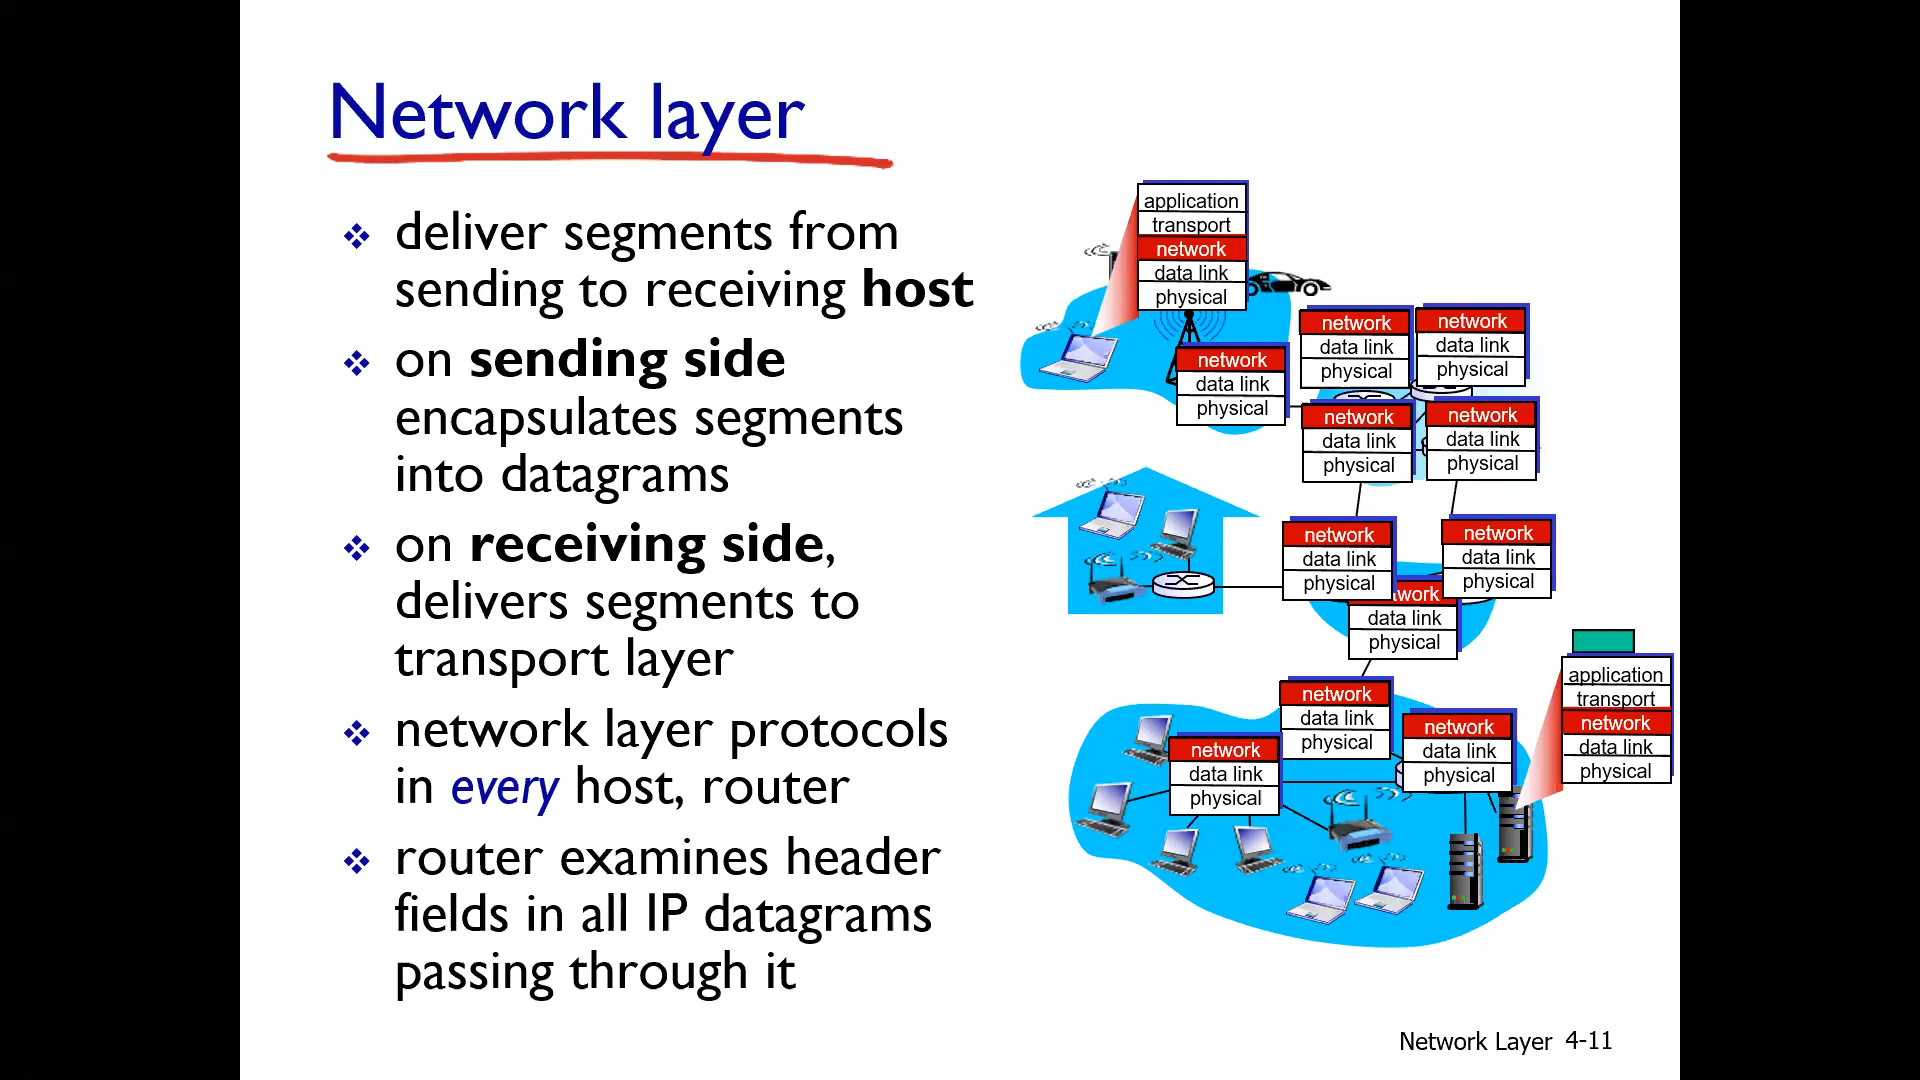 Network layer
deliver segments from
sending to receiving host
on sending side
encapsulates segments
into datagrams
on receiving side,
delivers segments to
transport layer
network layer protocols
in every host, router
router examines header
fields in all IP datagrams
passing through it
application
transport
network
data link
physical
network
data link
physical
network
data link
physical
network
data link
physical
network
data link
physical
network
data link
physical
network
data link
physical
network
data link
physical
twork
data link
physical
network
data link
physical
network
data link
physical
network
data link
physical
application
transport
network
data link
physical
Network Layer 4-11